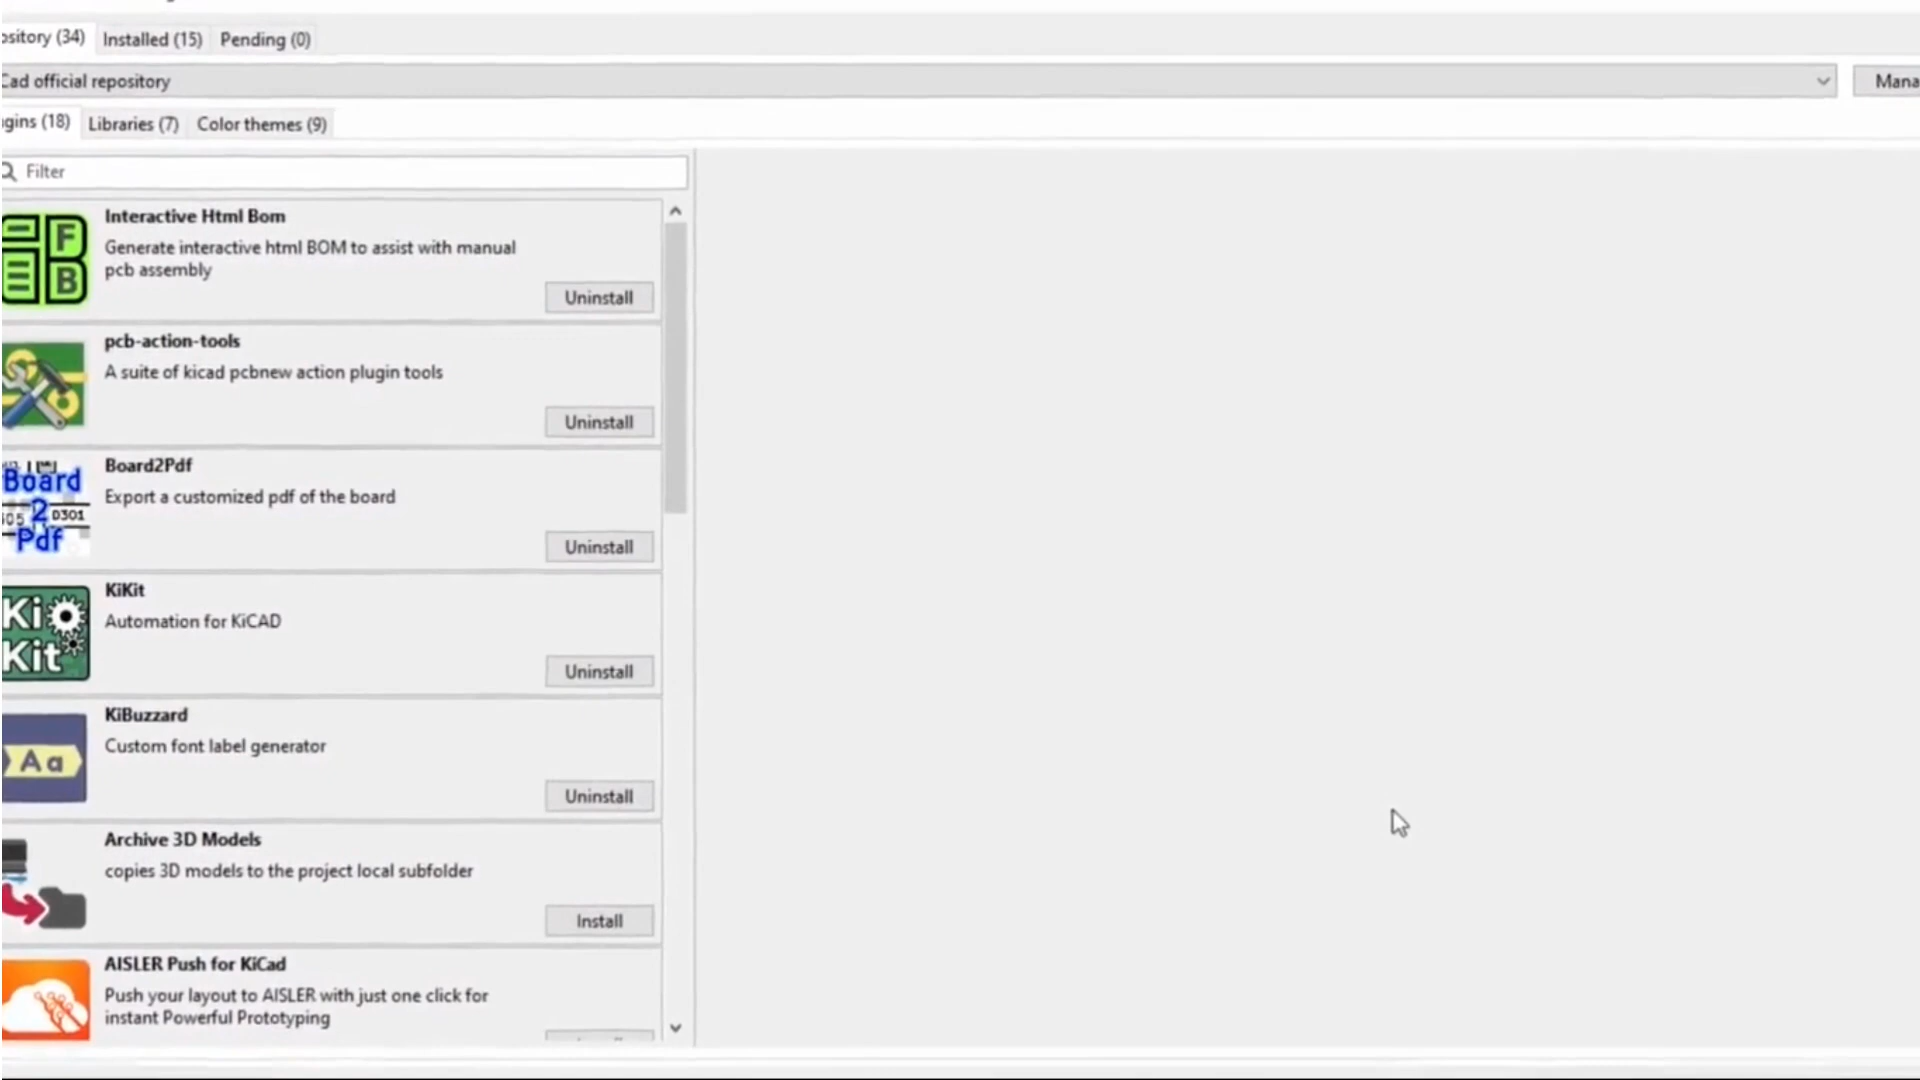 ository (34) Installed (15) Pending (0)
Cad official repository Mana
gins (18) Libraries (7) Color themes (9)
Filter
Interactive Html Bom
Generate interactive html BOM to assist with manual
pcb assembly
F
B
Uninstall
pcb-action-tools
A suite of kicad pcbnew action plugin tools
Uninstall
Board2Pdf
Export a customized pdf of the board
Board
2 0301
Pdf
Uninstall
KiKit
Automation for KiCAD
Ki
Kit
Uninstall
KiBuzzard
Custom font label generator
Aa
Uninstall
Archive 3D Models
copies 3D models to the project local subfolder
Install
AISLER Push for KiCad
Push your layout to AISLER with just one click for
instant Powerful Prototyping